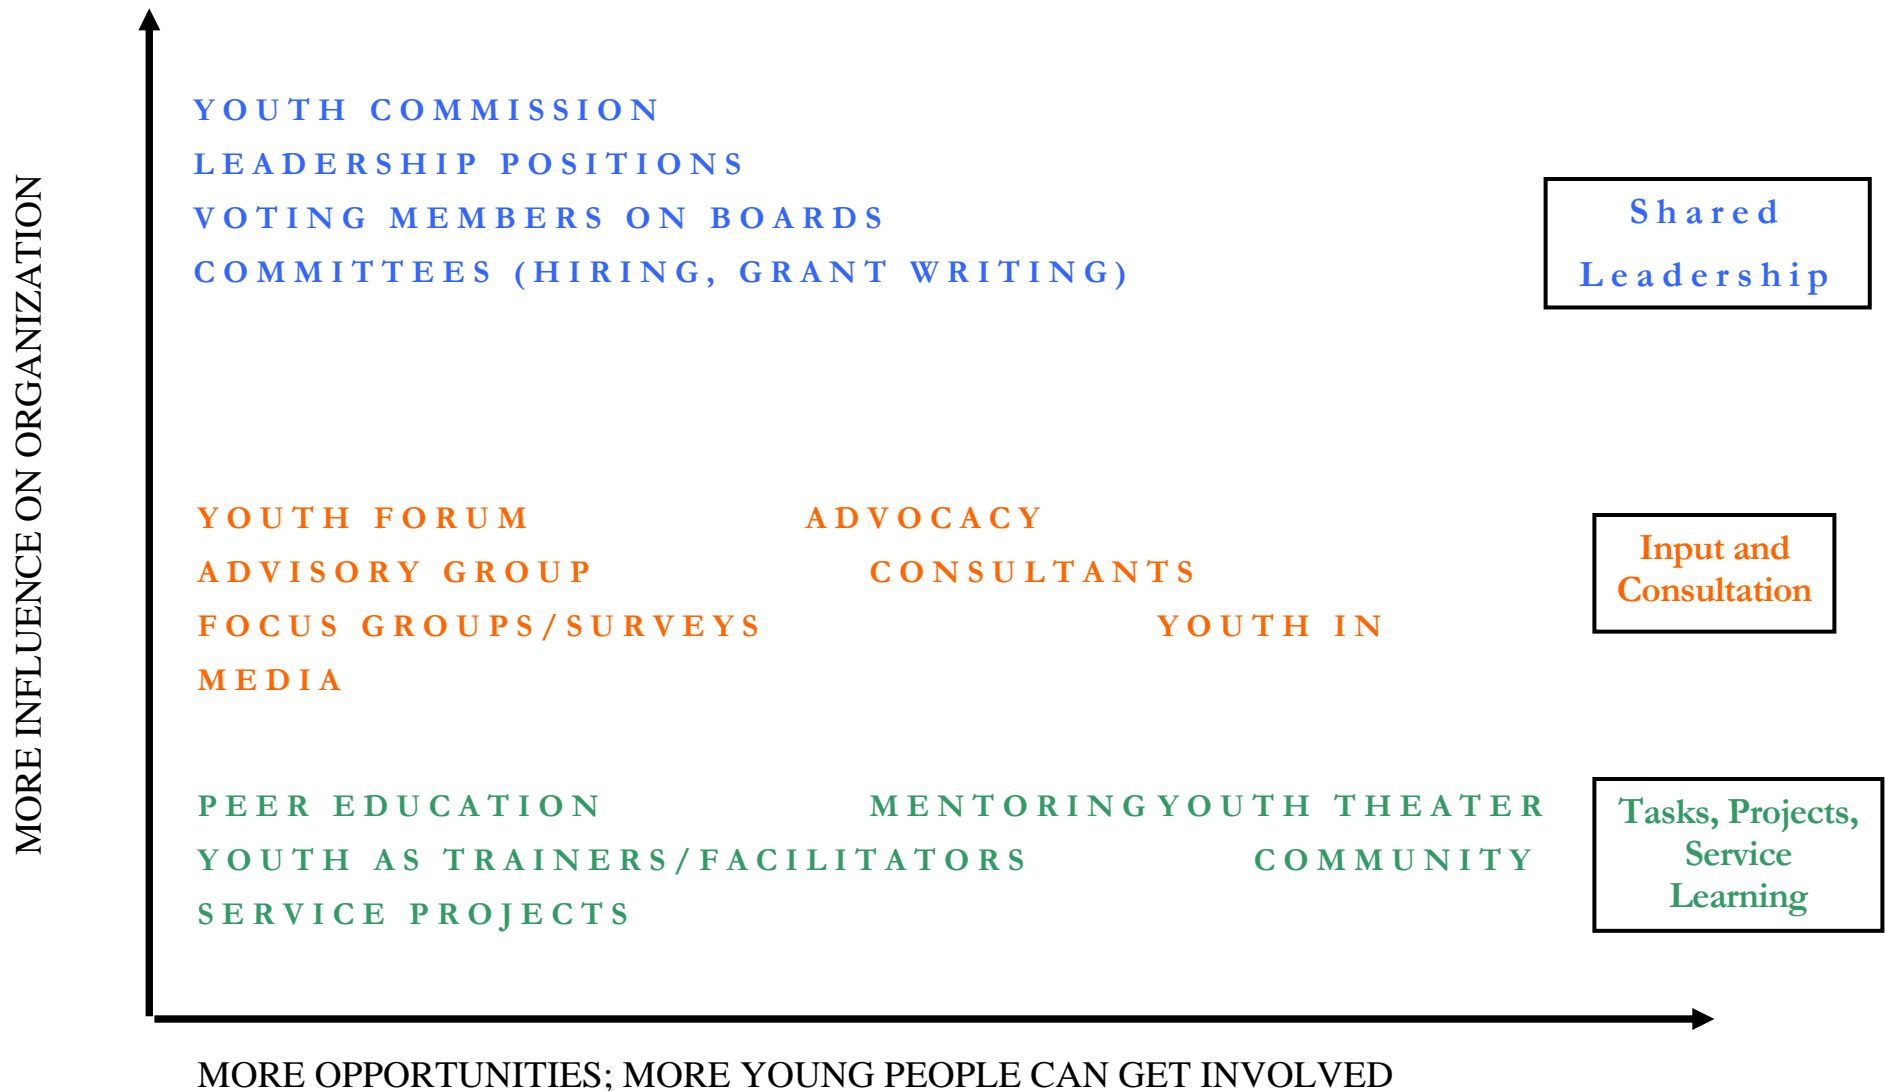 MORE INFLUENCE ON ORGANIZATION
YOUTH COMMISSION
LEADERSHIP POSITIONS
VOTING MEMBERS ON BOARDS
COMMITTEES (HIRING, GRANT WRITING)
Shared
Leadership
YOUTH FORUM ADVOCACY
ADVISORY GROUP CONSULTANTS
FOCUS GROUPS/SURVEYS YOUTH IN
MEDIA
Input and
Consultation
PEER EDUCATION MENTORING YOUTH THEATER
YOUTH AS TRAINERS/FACILITATORS COMMUNITY
SERVICE PROJECTS
Tasks, Projects,
Service
Learning
MORE OPPORTUNITIES; MORE YOUNG PEOPLE CAN GET INVOLVED